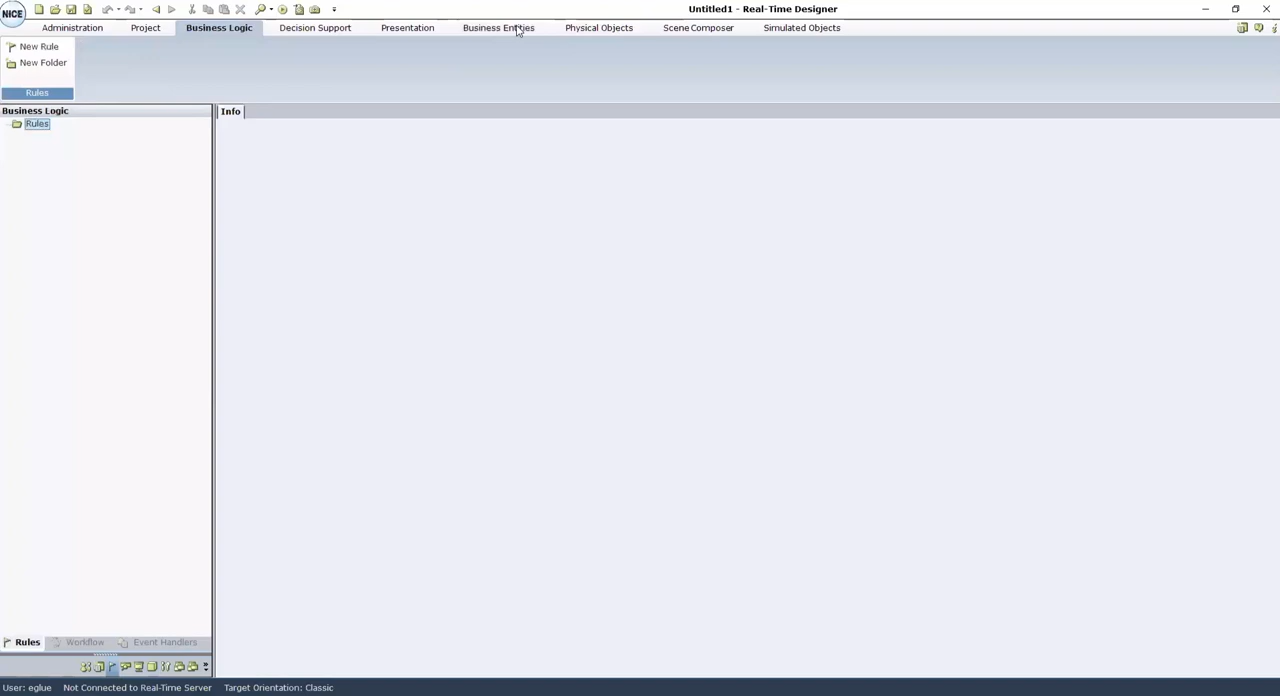 NICE
Untitled1 - Real-Time Designer
Administration Project Business Logic Decision Support Presentation Business Entities Physical Objects Scene Composer Simulated Objects
New Rule
New Folder
Rules
Business Logic
Info
Rules
Rules Workflow Event Handlers
User: eglue Not Connected to Real-Time Server Target Orientation: Classic